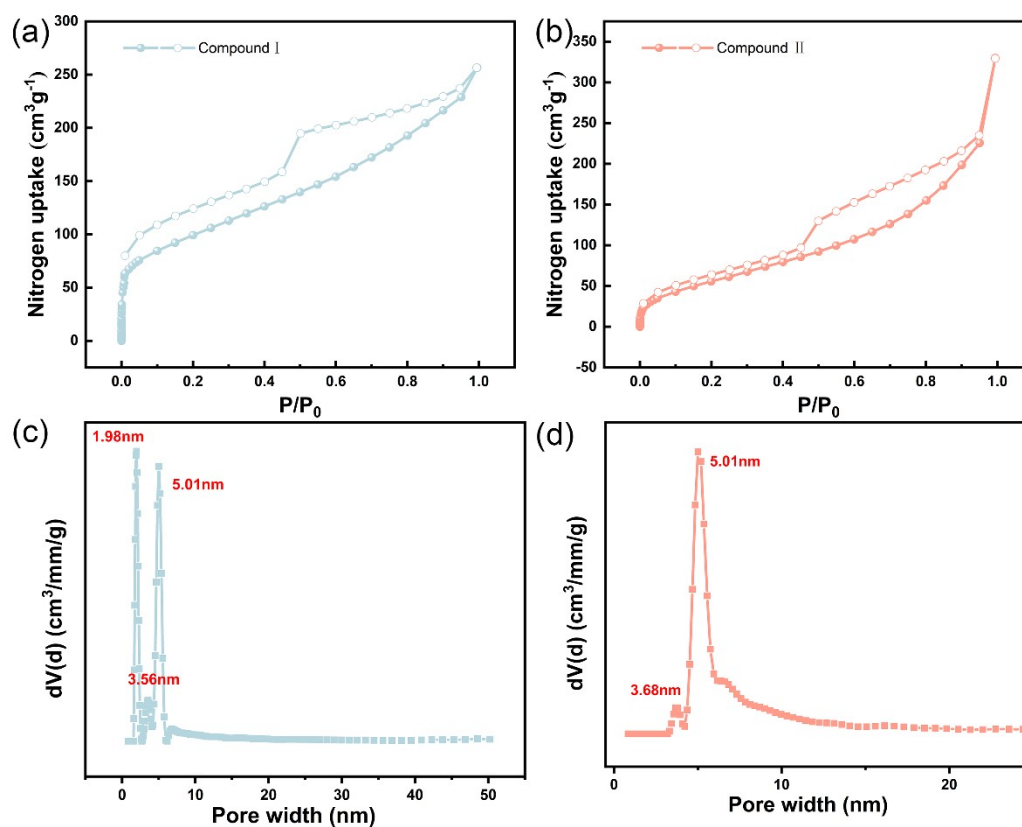 (a)
Compound Ⅰ
Nitrogen uptake (cm³g⁻¹)
300
250
200
150
100
50
0
0.0 0.2 0.4 0.6 0.8 1.0
P/P₀
(b)
Compound Ⅱ
Nitrogen uptake (cm³g⁻¹)
350
300
250
200
150
100
50
0
-50
0.0 0.2 0.4 0.6 0.8 1.0
P/P₀
(c)
1.98nm
5.01nm
3.56nm
dV(d) (cm³/mm/g)
0 10 20 30 40 50
Pore width (nm)
(d)
5.01nm
3.68nm
dV(d) (cm³/mm/g)
0 10 20
Pore width (nm)